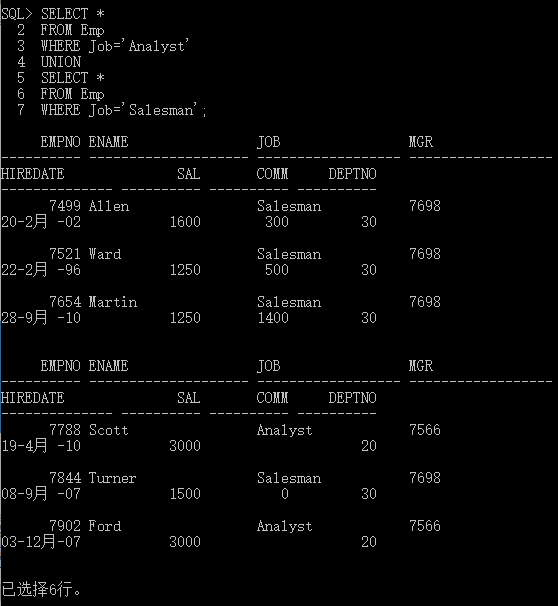 SQL> SELECT *
  2  FROM Emp
  3  WHERE Job='Analyst'
  4  UNION
  5  SELECT *
  6  FROM Emp
  7  WHERE Job='Salesman';

     EMPNO ENAME                JOB                MGR
---------- -------------------- ------------------ ------------------
HIREDATE              SAL       COMM     DEPTNO
-------------- ---------- ---------- ----------
      7499 Allen                Salesman           7698
20-2月 -02           1600        300         30

      7521 Ward                 Salesman           7698
22-2月 -96           1250        500         30

      7654 Martin               Salesman           7698
28-9月 -10           1250       1400         30

     EMPNO ENAME                JOB                MGR
---------- -------------------- ------------------ ------------------
HIREDATE              SAL       COMM     DEPTNO
-------------- ---------- ---------- ----------
      7788 Scott                Analyst            7566
19-4月 -10           3000                    20

      7844 Turner               Salesman           7698
08-9月 -07           1500          0         30

      7902 Ford                 Analyst            7566
03-12月-07           3000                    20

已选择6行。